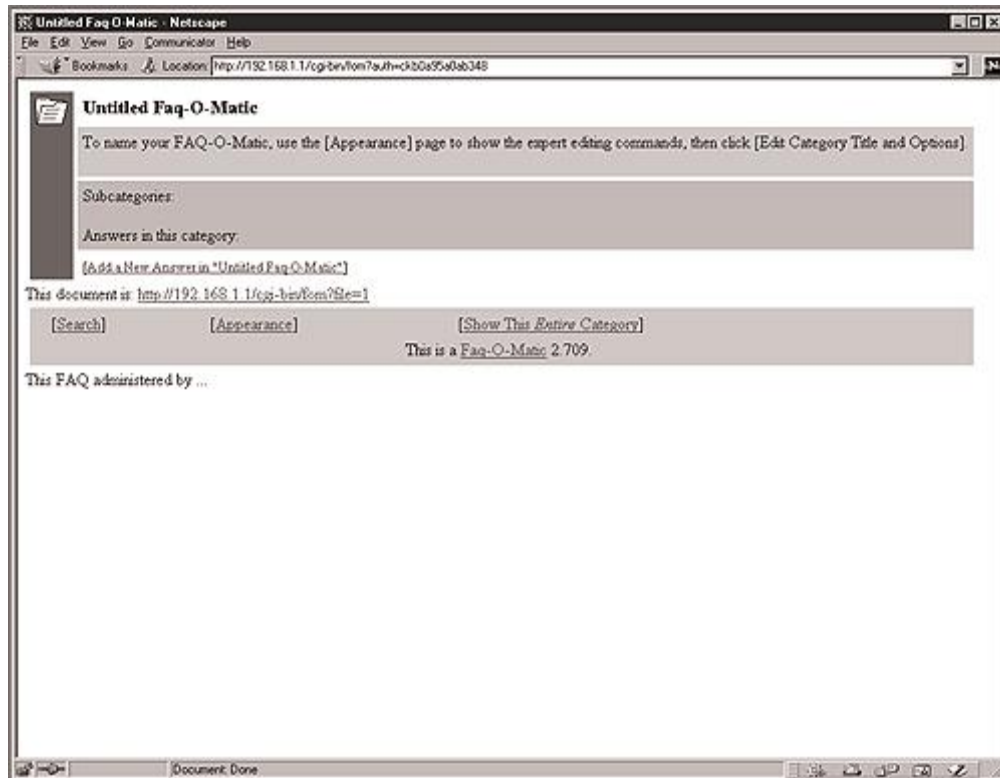 Untitled Faq-O-Matic - Netscape
File Edit View Go Communicator Help
Bookmarks Location: http://192.168.1.1/cgi-bin/fom?auth=ckb0a95a0ab348
Untitled Faq-O-Matic
To name your FAQ-O-Matic, use the [Appearance] page to show the expert editing commands, then click [Edit Category Title and Options].
Subcategories:
Answers in this category:
[Add a New Answer in "Untitled Faq-O-Matic"]
This document is: http://192.168.1.1/cgi-bin/fom?file=1
[Search] [Appearance] [Show This Entire Category]
This is a Faq-O-Matic 2.709.
This FAQ administered by ...
Document: Done